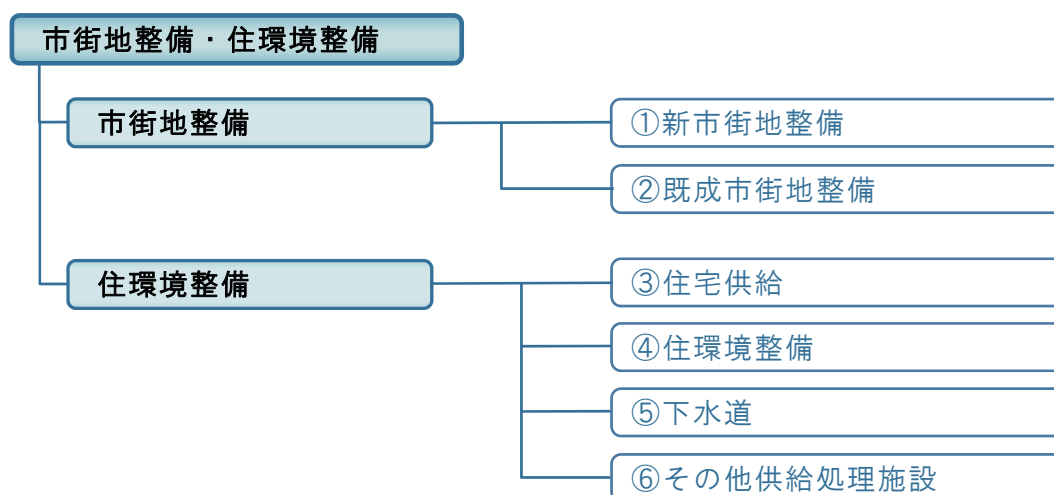 市街地整備・住環境整備
市街地整備
①新市街地整備
②既成市街地整備
住環境整備
③住宅供給
④住環境整備
⑤下水道
⑥その他供給処理施設